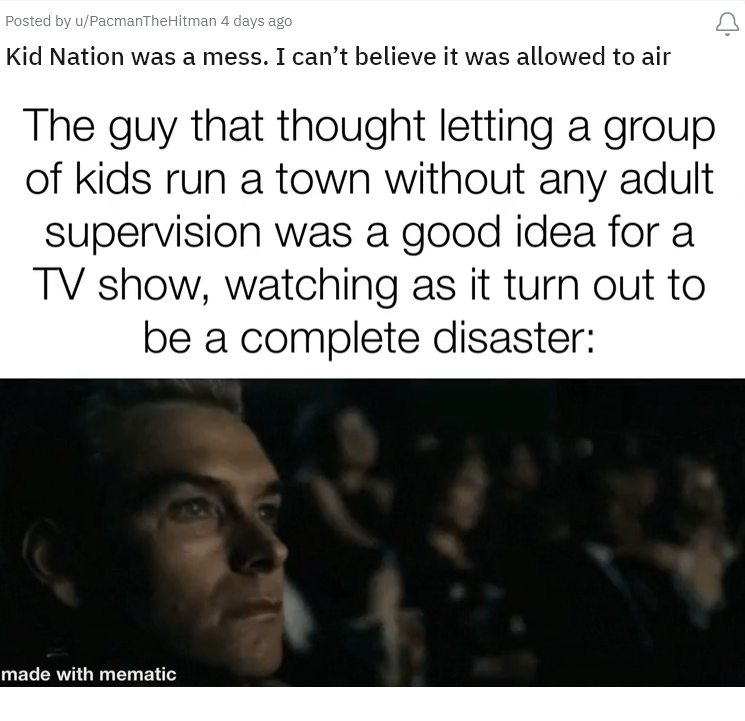 Posted by u/PacmanTheHitman 4 days ago
Kid Nation was a mess. I can’t believe it was allowed to air
The guy that thought letting a group
of kids run a town without any adult
supervision was a good idea for a
TV show, watching as it turn out to
be a complete disaster:
made with mematic